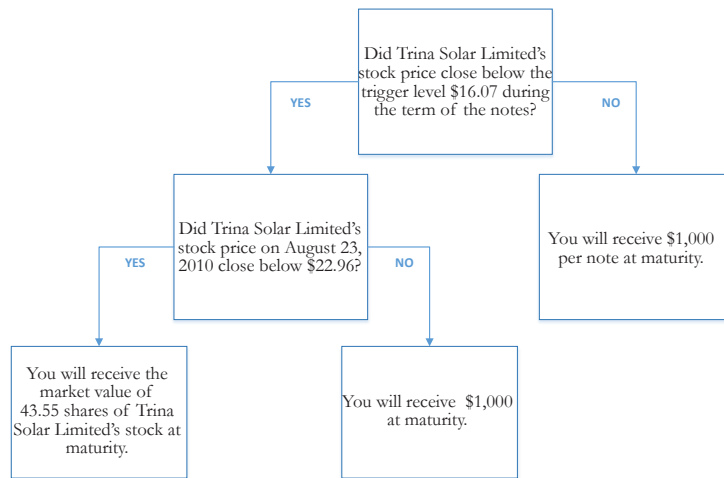 Did Trina Solar Limited's
stock price close below the
trigger level $16.07 during
the term of the notes?
YES
NO
Did Trina Solar Limited's
stock price on August 23,
2010 close below $22.96?
You will receive $1,000
per note at maturity.
YES
NO
You will receive the
market value of
43.55 shares of Trina
Solar Limited's stock at
maturity.
You will receive $1,000
at maturity.